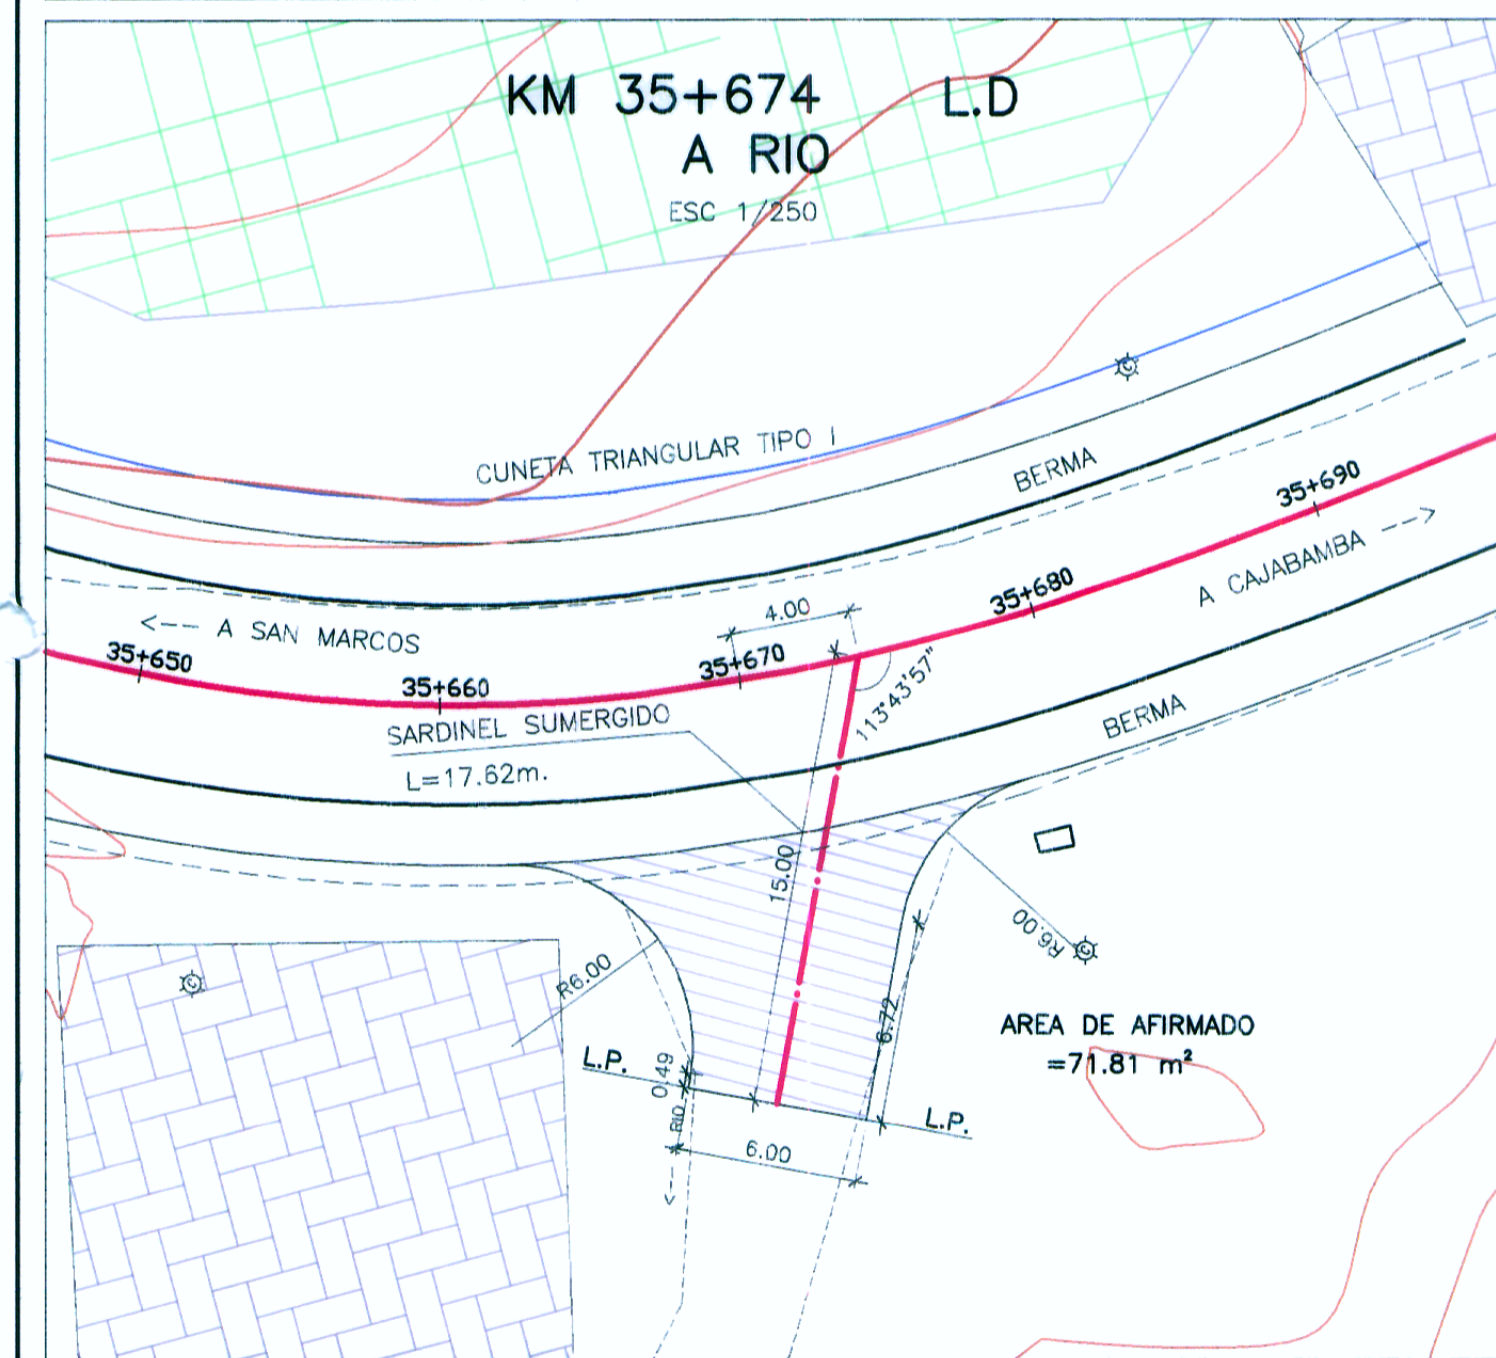 KM 35+674 L.D
A RIO
ESC 1/250
CUNETA TRIANGULAR TIPO I
BERMA
35+690
A CAJABAMBA --->
35+680
4.00
<--- A SAN MARCOS
35+650
35+660
35+670
113°43'57"
SARDINEL SUMERGIDO
L=17.62m.
BERMA
15.00
R6.00
R6.00
6.72
AREA DE AFIRMADO
=71.81 m²
L.P.
0.49
RIO
<---
L.P.
6.00